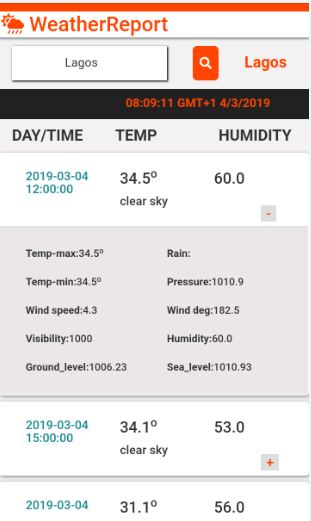 WeatherReport
Lagos Lagos
08:09:11 GMT+1 4/3/2019
DAY/TIME TEMP HUMIDITY
2019-03-04 34.5º 60.0
12:00:00
clear sky
-
Temp-max:34.5º Rain:
Temp-min:34.5º Pressure:1010.9
Wind speed:4.3 Wind deg:182.5
Visibility:1000 Humidity:60.0
Ground_level:1006.23 Sea_level:1010.93
2019-03-04 34.1º 53.0
15:00:00
clear sky
+
2019-03-04 31.1º 56.0